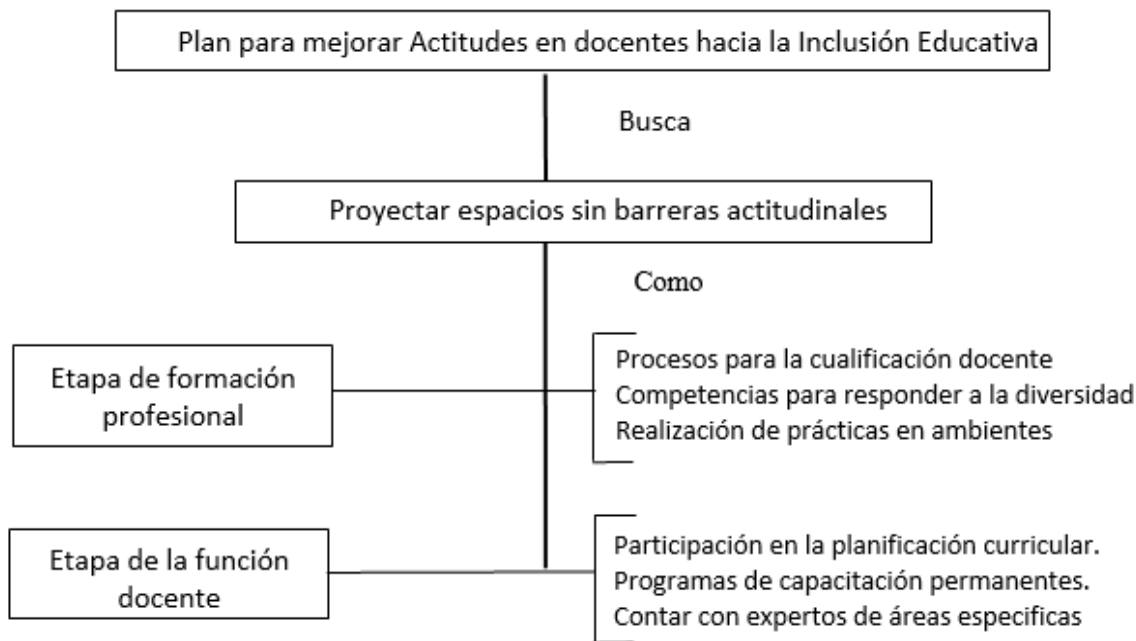 Plan para mejorar Actitudes en docentes hacia la Inclusión Educativa
Busca
Proyectar espacios sin barreras actitudinales
Como
Etapa de formación
profesional
Procesos para la cualificación docente
Competencias para responder a la diversidad
Realización de prácticas en ambientes
Etapa de la función
docente
Participación en la planificación curricular.
Programas de capacitación permanentes.
Contar con expertos de áreas especificas